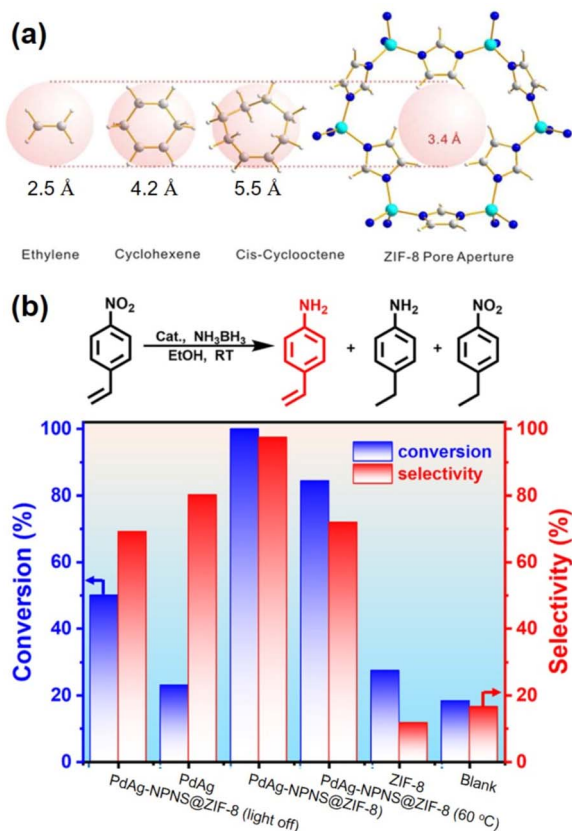 (a)
3.4 Å
2.5 Å 4.2 Å 5.5 Å
Ethylene Cyclohexene Cis-Cyclooctene ZIF-8 Pore Aperture
(b)
NO₂ NH₂ NH₂ NO₂
Cat., NH₃BH₃
EtOH, RT
+ +
conversion
selectivity
Conversion (%)
100
80
60
40
20
0
Selectivity (%)
100
80
60
40
20
0
PdAg-NPNS@ZIF-8 (light off)
PdAg
PdAg-NPNS@ZIF-8)
PdAg-NPNS@ZIF-8 (60 °C)
ZIF-8
Blank